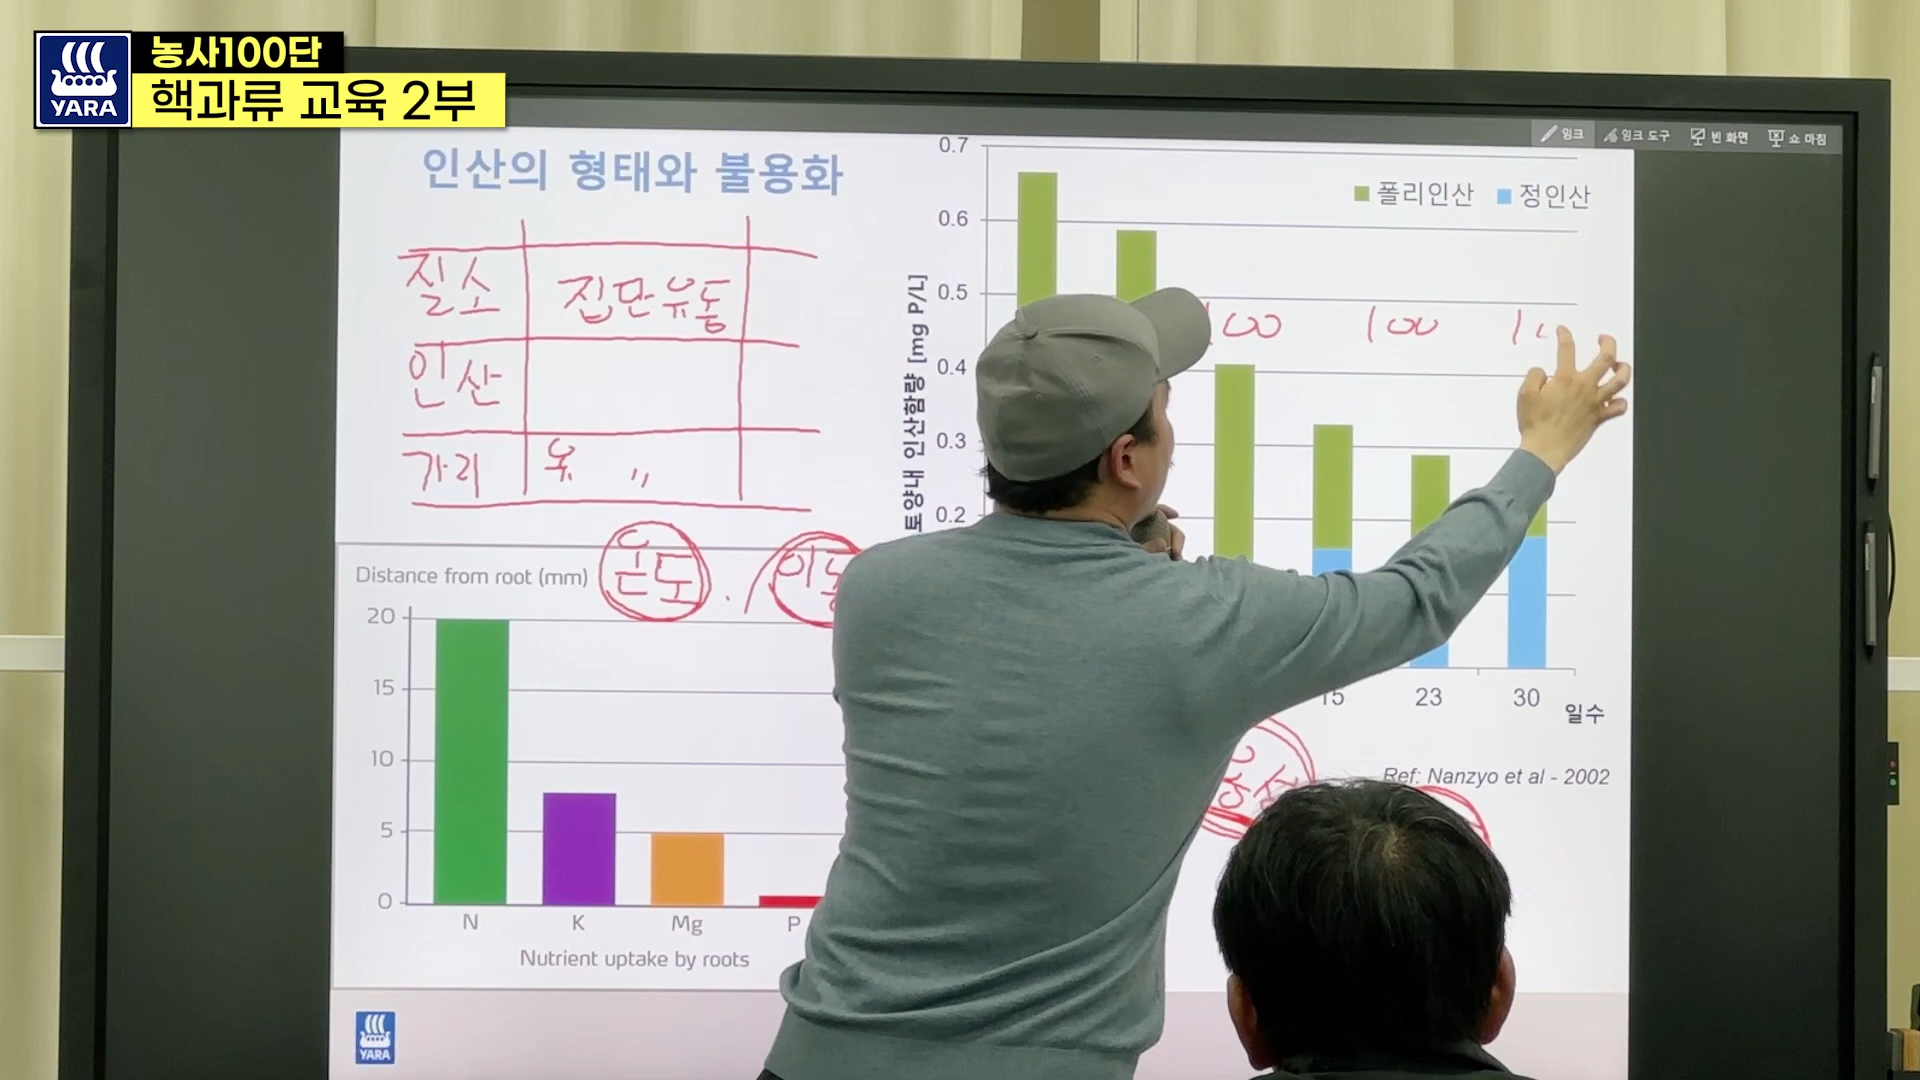 농사100단
YARA
핵과류 교육 2부
잉크
잉크 도구
빈 화면
쇼 마침
인산의 형태와 불용화
질소
집단유동
인산
가리
〃
온도
0.7
0.6
0.5
0.4
0.3
0.2
토양내 인산함량 [mg P/L]
폴리인산
정인산
100
100
15
23
30
일수
Ref: Nanzyo et al - 2002
Distance from root (mm)
20
15
10
5
0
N
K
Mg
P
Nutrient uptake by roots
YARA